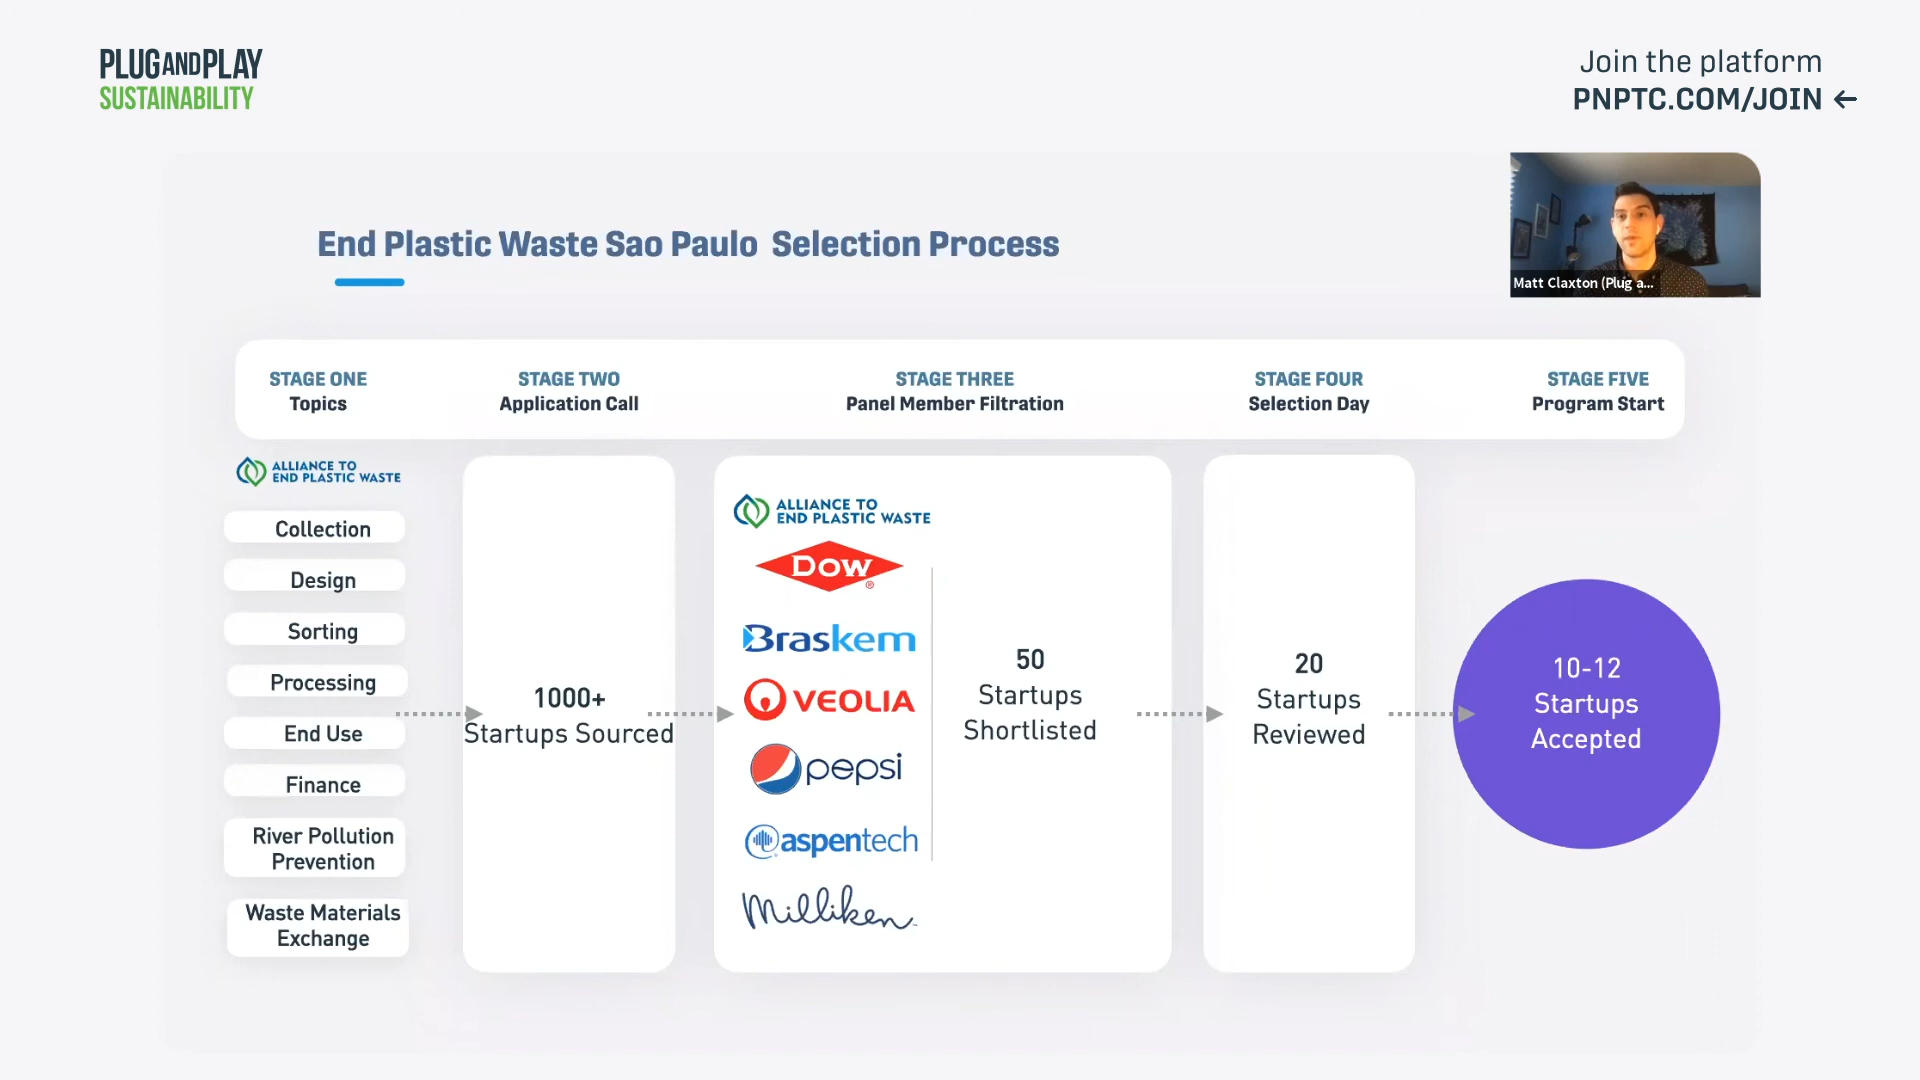 PLUGANDPLAY
SUSTAINABILITY
Join the platform
PNPTC.COM/JOIN ←
Matt Claxton (Plug a...
End Plastic Waste Sao Paulo Selection Process
STAGE ONE
Topics
STAGE TWO
Application Call
STAGE THREE
Panel Member Filtration
STAGE FOUR
Selection Day
STAGE FIVE
Program Start
ALLIANCE TO
END PLASTIC WASTE
Collection
Design
Sorting
Processing
End Use
Finance
River Pollution
Prevention
Waste Materials
Exchange
1000+
Startups Sourced
ALLIANCE TO
END PLASTIC WASTE
DOW®
Braskem
VEOLIA
pepsi
aspentech
Milliken™
50
Startups
Shortlisted
20
Startups
Reviewed
10-12
Startups
Accepted